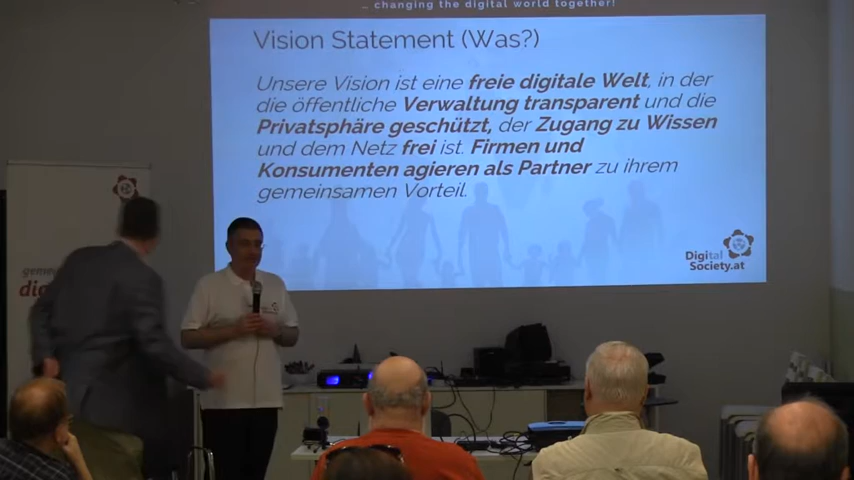 ... changing the digital world together!
Vision Statement (Was?)
Unsere Vision ist eine freie digitale Welt, in der
die öffentliche Verwaltung transparent und die
Privatsphäre geschützt, der Zugang zu Wissen
und dem Netz frei ist. Firmen und
Konsumenten agieren als Partner zu ihrem
gemeinsamen Vorteil.
Digital
Society.at